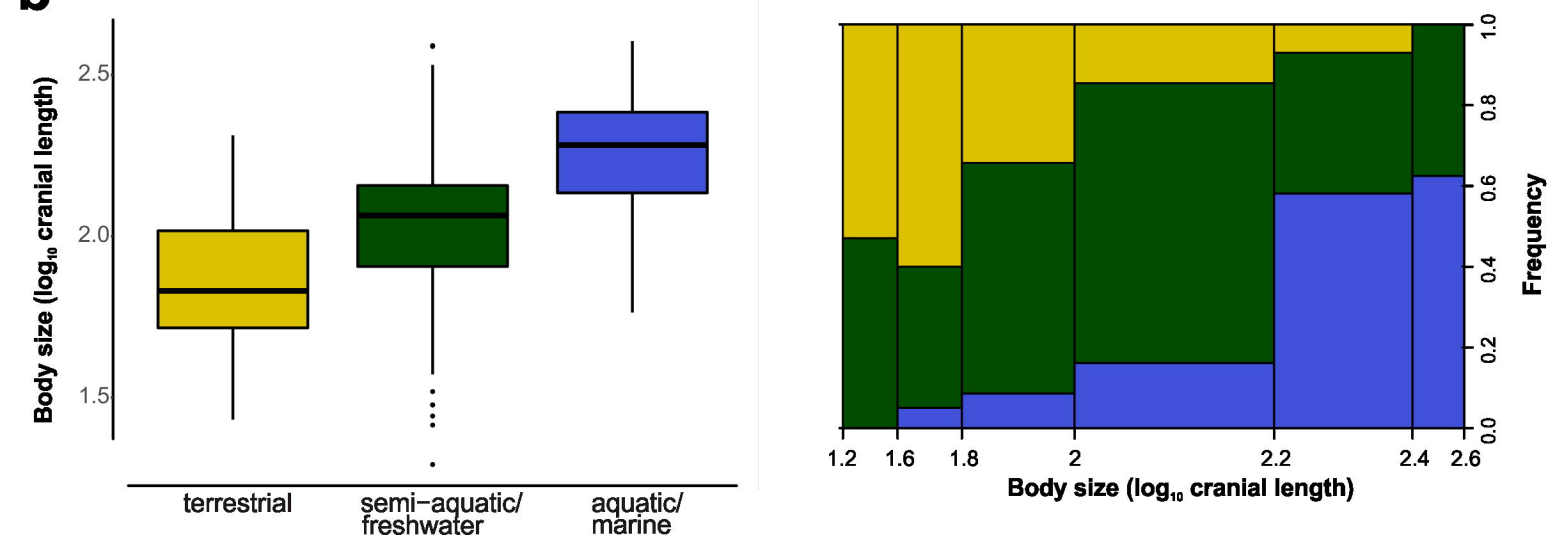 b
Body size (log₁₀ cranial length)
2.5
2.0
1.5
terrestrial
semi−aquatic/
freshwater
aquatic/
marine
1.0
0.8
0.6
0.4
0.2
0.0
Frequency
1.2 1.6 1.8 2 2.2 2.4 2.6
Body size (log₁₀ cranial length)